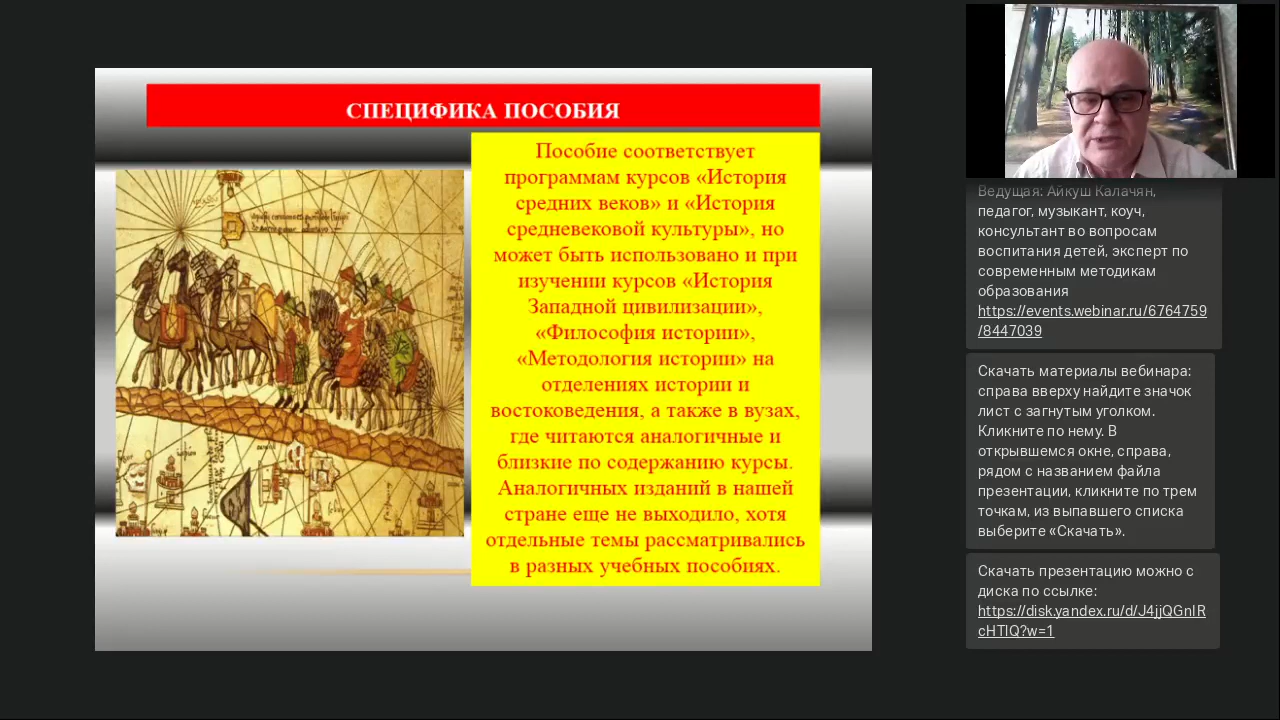 СПЕЦИФИКА ПОСОБИЯ
Пособие соответствует
программам курсов «История
средних веков» и «История
средневековой культуры», но
может быть использовано и при
изучении курсов «История
Западной цивилизации»,
«Философия истории»,
«Методология истории» на
отделениях истории и
востоковедения, а также в вузах,
где читаются аналогичные и
близкие по содержанию курсы.
Аналогичных изданий в нашей
стране еще не выходило, хотя
отдельные темы рассматривались
в разных учебных пособиях.
Ведущая: Айкуш Калачян,
педагог, музыкант, коуч,
консультант во вопросам
воспитания детей, эксперт по
современным методикам
образования
https://events.webinar.ru/6764759
/8447039
Скачать материалы вебинара:
справа вверху найдите значок
лист с загнутым уголком.
Кликните по нему. В
открывшемся окне, справа,
рядом с названием файла
презентации, кликните по трем
точкам, из выпавшего списка
выберите «Скачать».
Скачать презентацию можно с
диска по ссылке:
https://disk.yandex.ru/d/J4jjQGnIR
cHTlQ?w=1